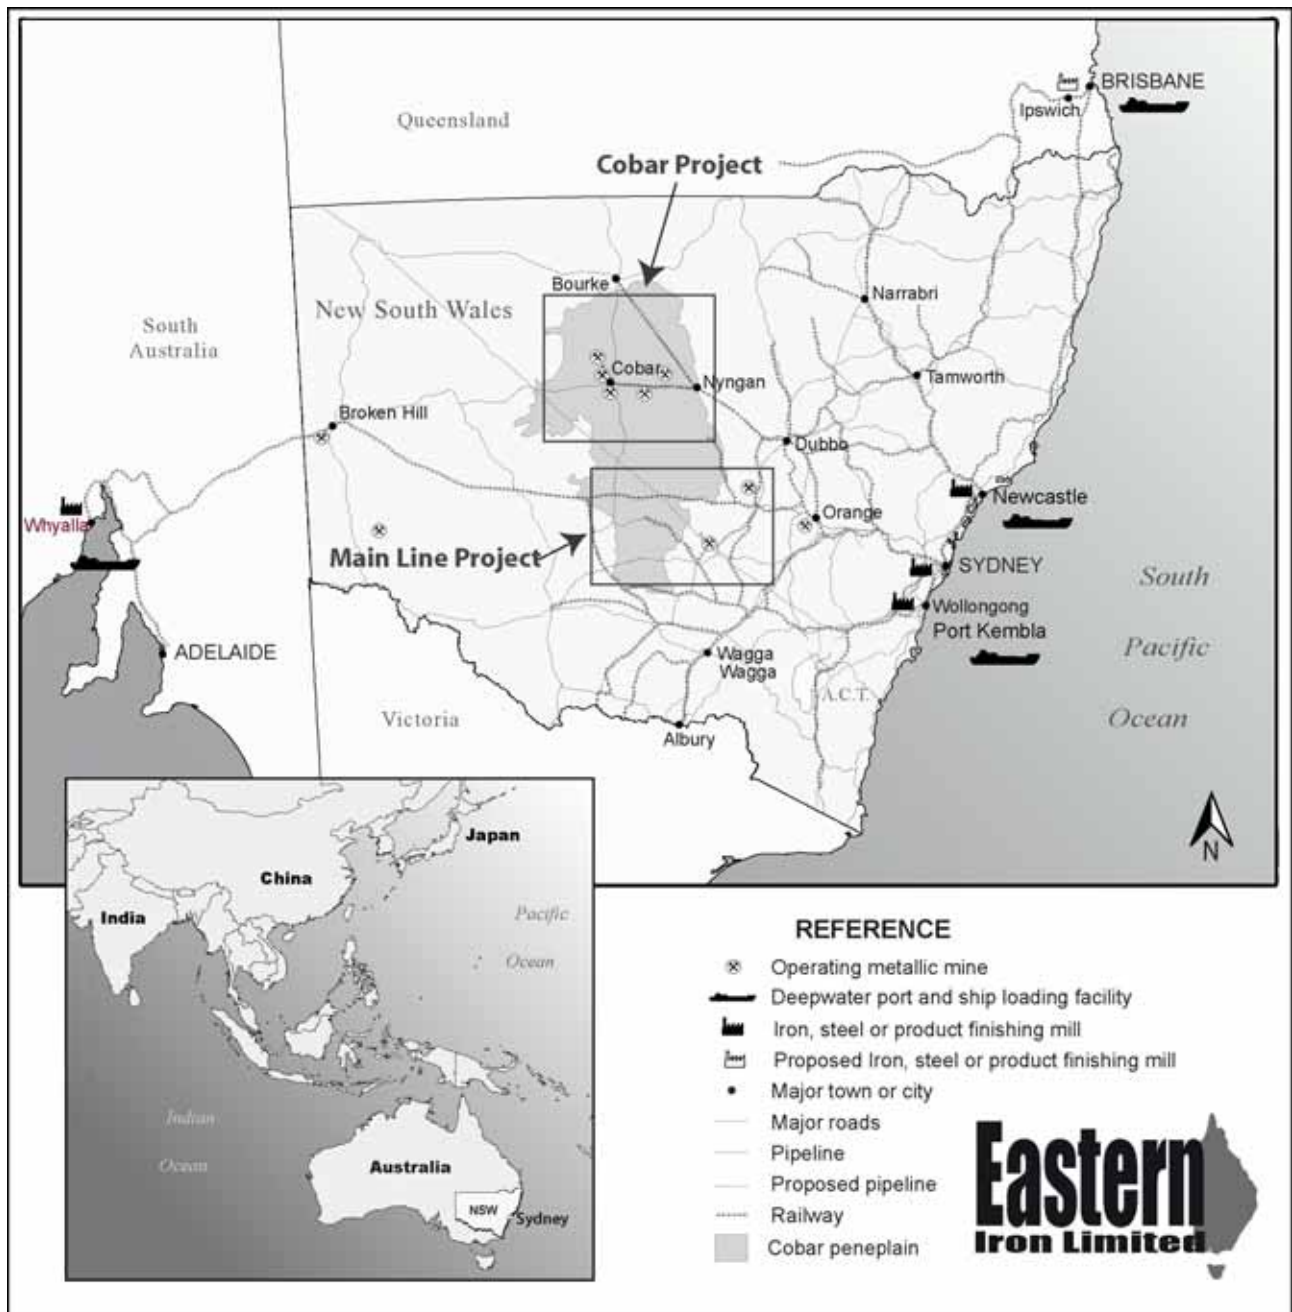 BRISBANE
Ipswich
Queensland
Cobar Project
Bourke
Narrabri
New South Wales
South
Australia
Cobar
Nyngan
Tamworth
Broken Hill
Dubbo
Newcastle
Orange
Whyalla
Main Line Project
SYDNEY
South
Pacific
Ocean
Wollongong
Port Kembla
ADELAIDE
Wagga
Wagga
A.C.T.
Victoria
Albury
N
Japan
China
India
Pacific
Ocean
Indian
Ocean
Australia
NSW
Sydney
REFERENCE
Operating metallic mine
Deepwater port and ship loading facility
Iron, steel or product finishing mill
Proposed Iron, steel or product finishing mill
Major town or city
Major roads
Pipeline
Proposed pipeline
Railway
Cobar peneplain
Eastern
Iron Limited